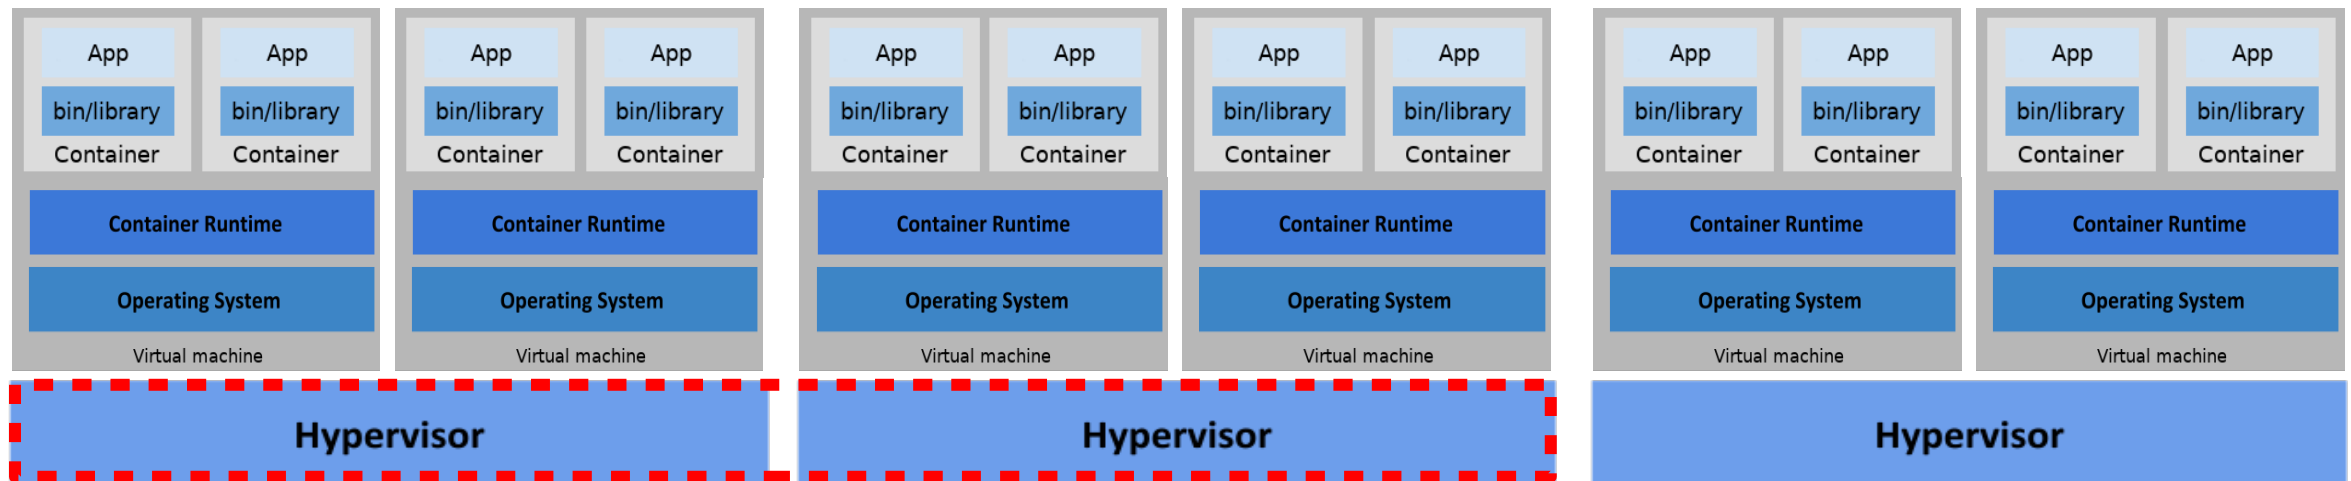 App App App App App App App App App App App App
bin/library bin/library bin/library bin/library bin/library bin/library bin/library bin/library bin/library bin/library bin/library bin/library
Container Container Container Container Container Container Container Container Container Container Container Container
Container Runtime Container Runtime Container Runtime Container Runtime Container Runtime Container Runtime
Operating System Operating System Operating System Operating System Operating System Operating System
Virtual machine Virtual machine Virtual machine Virtual machine Virtual machine Virtual machine
Hypervisor Hypervisor Hypervisor